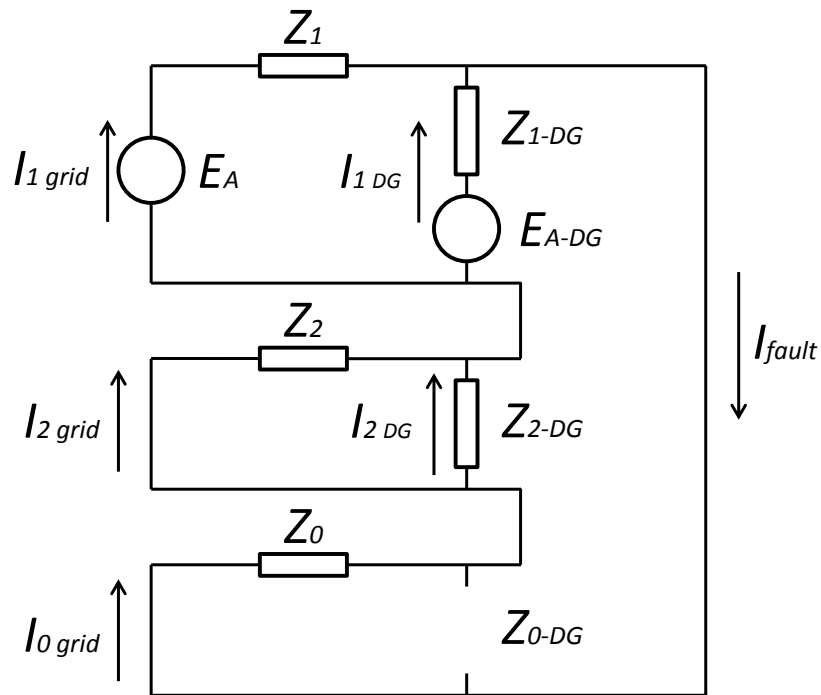 Z1
Z1-DG
I1 grid
EA
I1 DG
EA-DG
Z2
Ifault
I2 grid
I2 DG
Z2-DG
Z0
I0 grid
Z0-DG